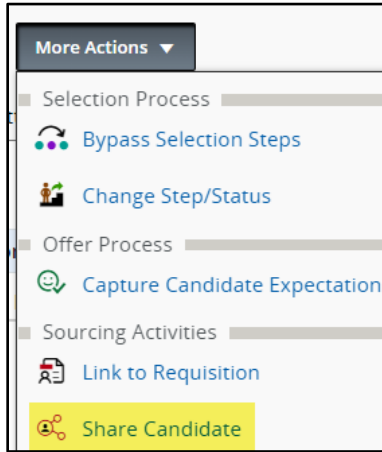 More Actions ▼
Selection Process
Bypass Selection Steps
Change Step/Status
Offer Process
Capture Candidate Expectation
Sourcing Activities
Link to Requisition
Share Candidate